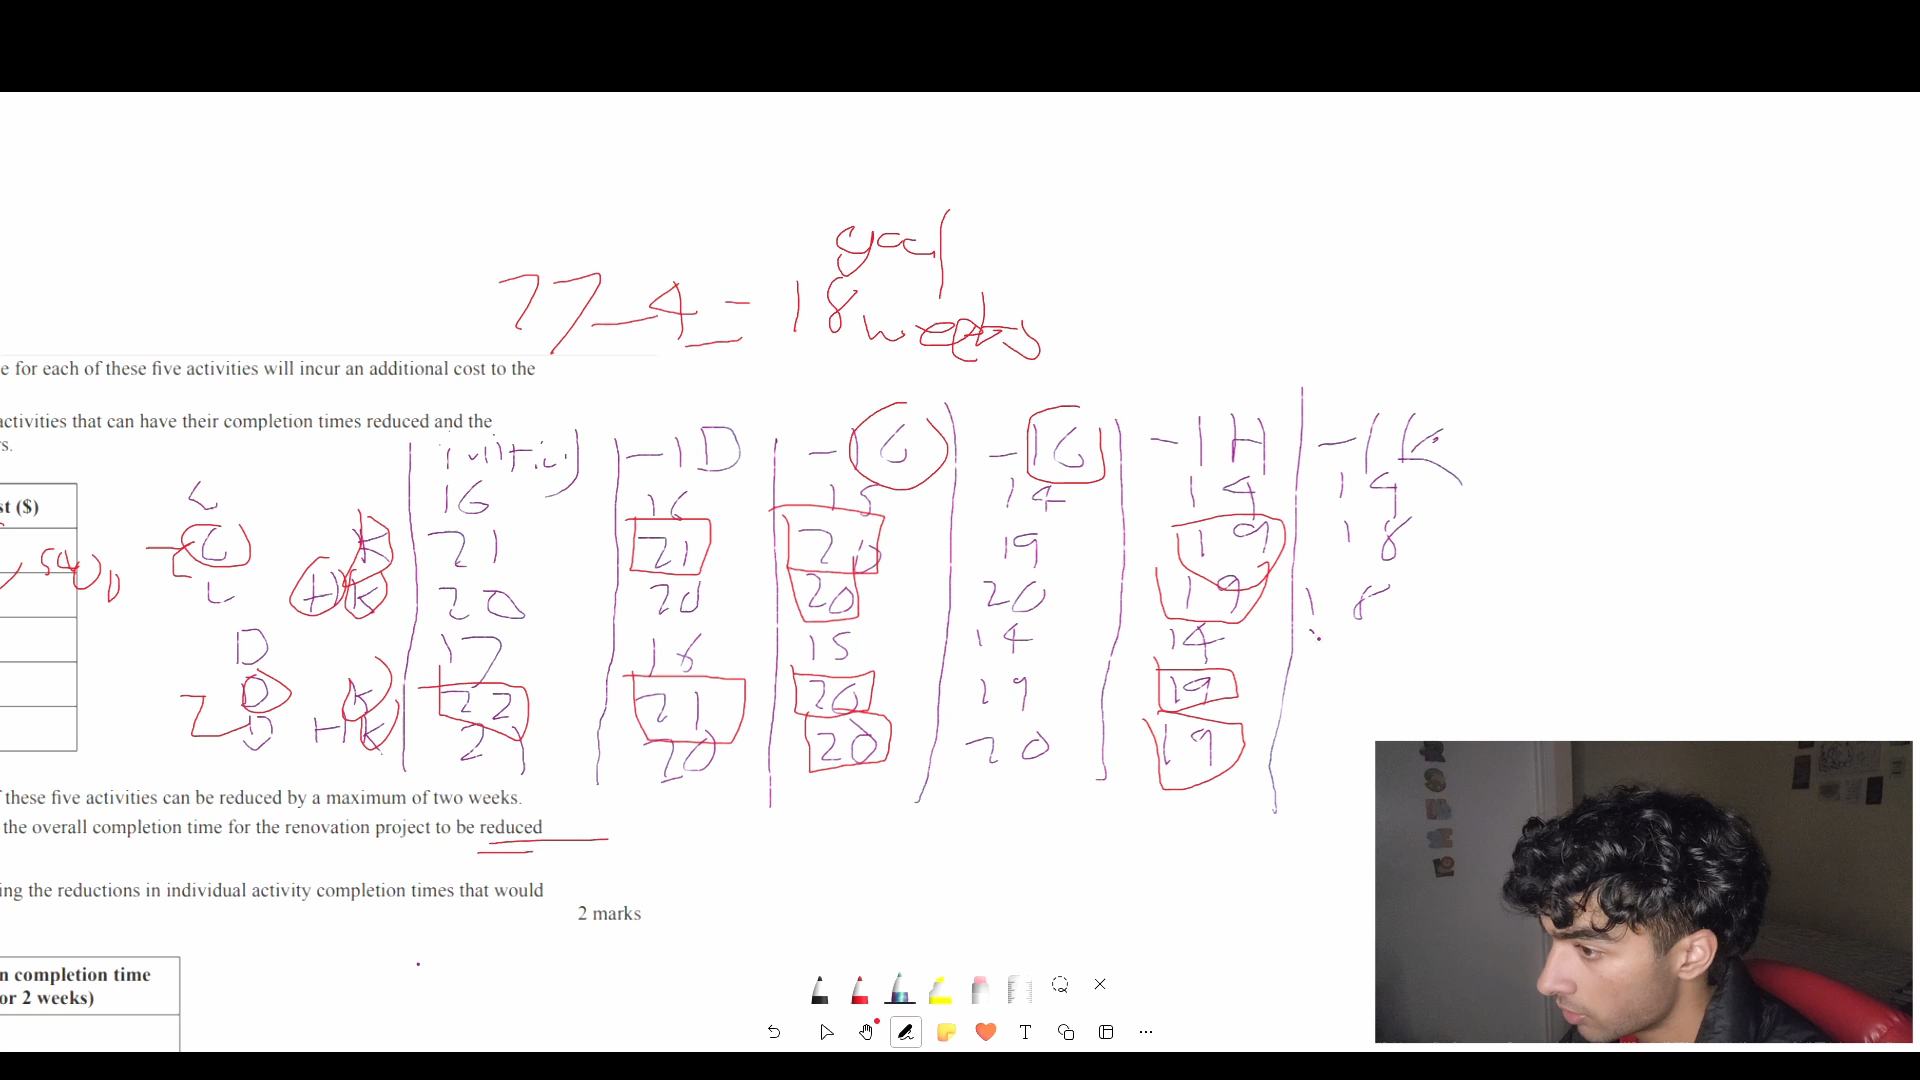 goal
22-4 = 18 weeks
e for each of these five activities will incur an additional cost to the
activities that can have their completion times reduced and the
s.
initial -1D -1G -1G -1H -1K
st ($)
16 16 15 14 14 14
C K 21 21 20 19 19 18
H K 20 20 20 20 19 18
D 17 16 15 14 14
D K 22 21 20 19 19
D H K 21 20 20 20 19
f these five activities can be reduced by a maximum of two weeks.
the overall completion time for the renovation project to be reduced
ing the reductions in individual activity completion times that would
2 marks
n completion time
or 2 weeks)
T